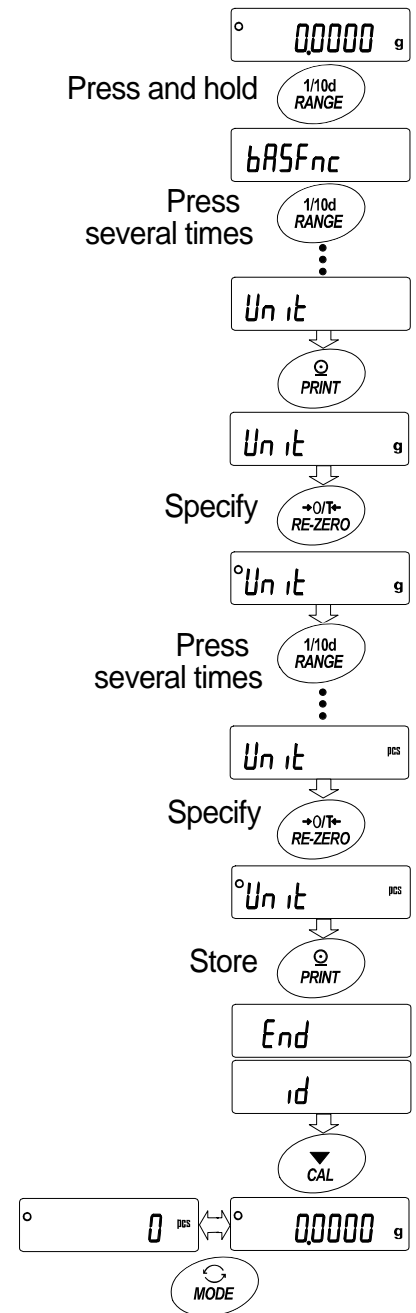 0.0000 g
Press and hold
1/10d
RANGE
bASFnc
Press
several times
1/10d
RANGE
Unit
PRINT
Unit g
Specify
→0/T←
RE-ZERO
Unit g
Press
several times
1/10d
RANGE
Unit pcs
Specify
→0/T←
RE-ZERO
Unit pcs
Store
PRINT
End
id
CAL
0 pcs
0.0000 g
MODE